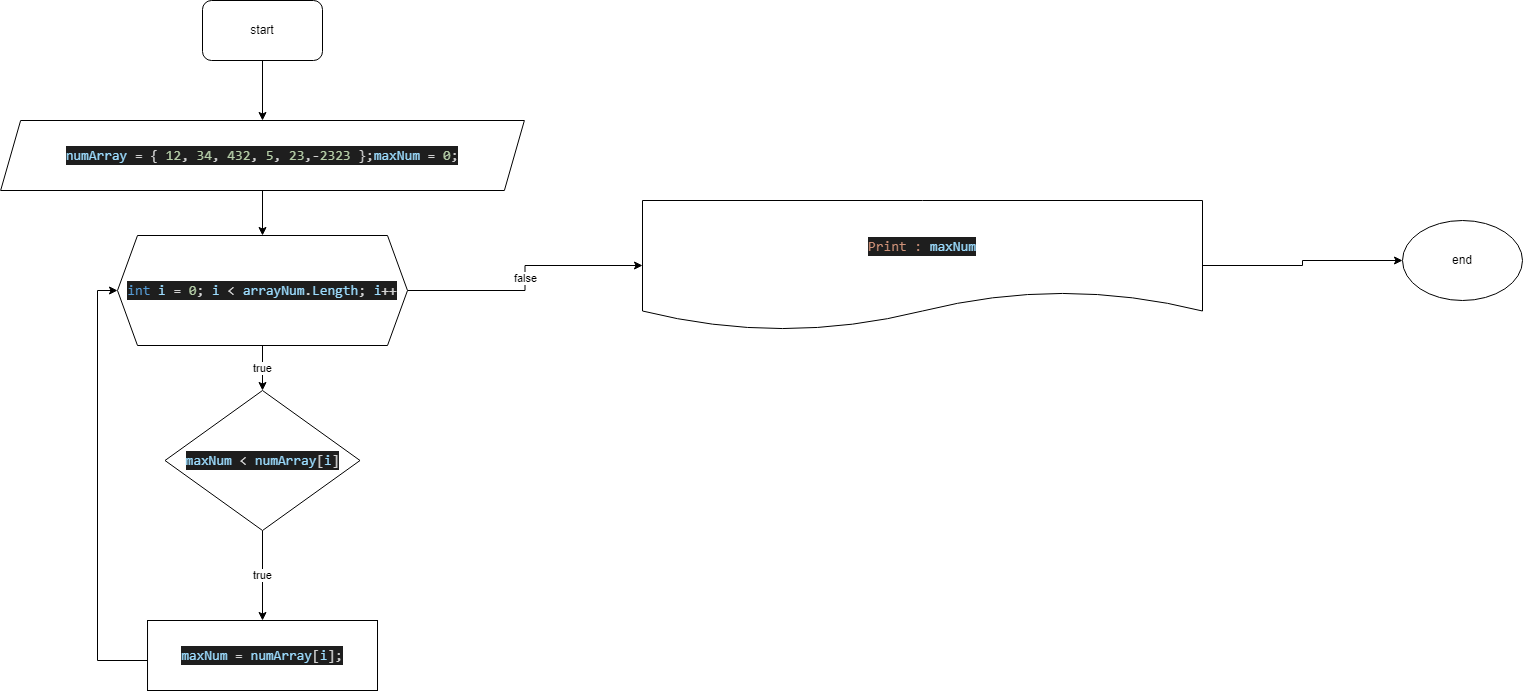 start
numArray = { 12, 34, 432, 5, 23,-2323 };maxNum = 0;
int i = 0; i < arrayNum.Length; i++
false
Print : maxNum
end
true
maxNum < numArray[i]
true
maxNum = numArray[i];